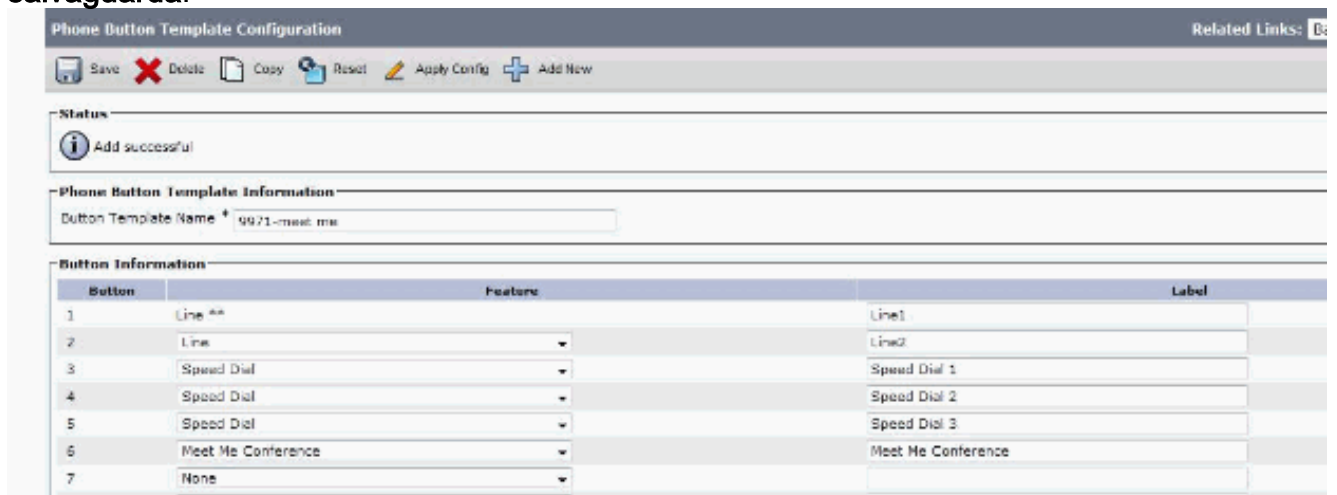 salvaguarda.
Phone Button Template Configuration Related Links: Ba
Save Delete Copy Reset Apply Config Add New
Status
Add successful
Phone Button Template Information
Button Template Name * 9971-meet me
Button Information
Button Feature Label
1 Line ** Line1
2 Line Line2
3 Speed Dial Speed Dial 1
4 Speed Dial Speed Dial 2
5 Speed Dial Speed Dial 3
6 Meet Me Conference Meet Me Conference
7 None